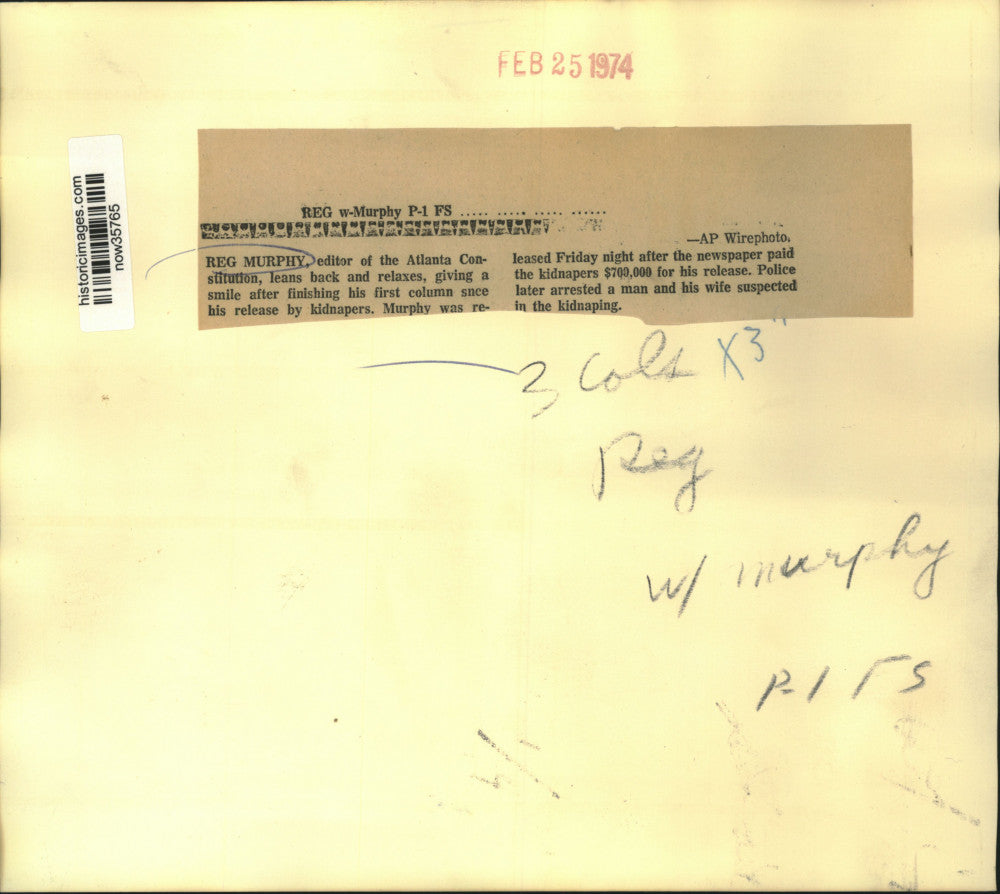 FEB 25 1974
historicimages.com
now35765
REG w-Murphy P-1 FS ..... ..... ..... ......
—AP Wirephoto.
REG MURPHY, editor of the Atlanta Con-
stitution, leans back and relaxes, giving a
smile after finishing his first column snce
his release by kidnapers. Murphy was re-
leased Friday night after the newspaper paid
the kidnapers $700,000 for his release. Police
later arrested a man and his wife suspected
in the kidnaping.
3 Cols x3"
Reg
w/ murphy
P-1 FS